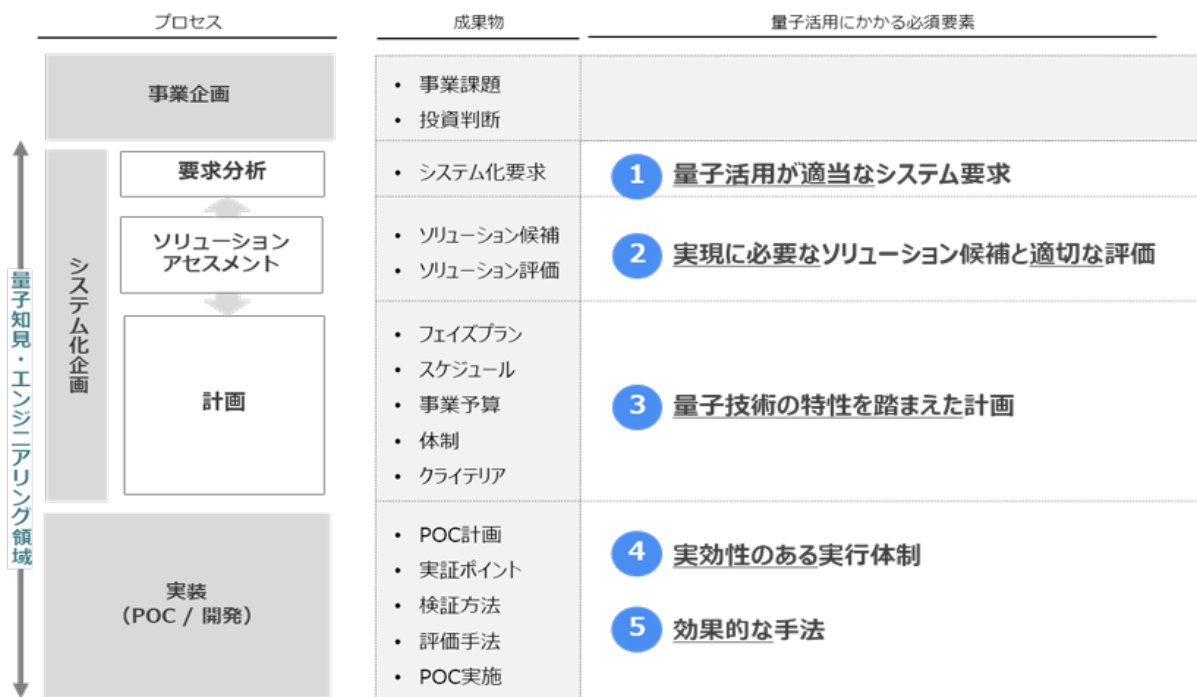 プロセス
成果物
量子活用にかかる必須要素
事業企画
• 事業課題
• 投資判断
量子知見・エンジニアリング領域
システム化企画
要求分析
• システム化要求
1 量子活用が適当なシステム要求
ソリューション
アセスメント
• ソリューション候補
• ソリューション評価
2 実現に必要なソリューション候補と適切な評価
計画
• フェイズプラン
• スケジュール
• 事業予算
• 体制
• クライテリア
3 量子技術の特性を踏まえた計画
実装
(POC / 開発)
• POC計画
• 実証ポイント
• 検証方法
• 評価手法
• POC実施
4 実効性のある実行体制
5 効果的な手法